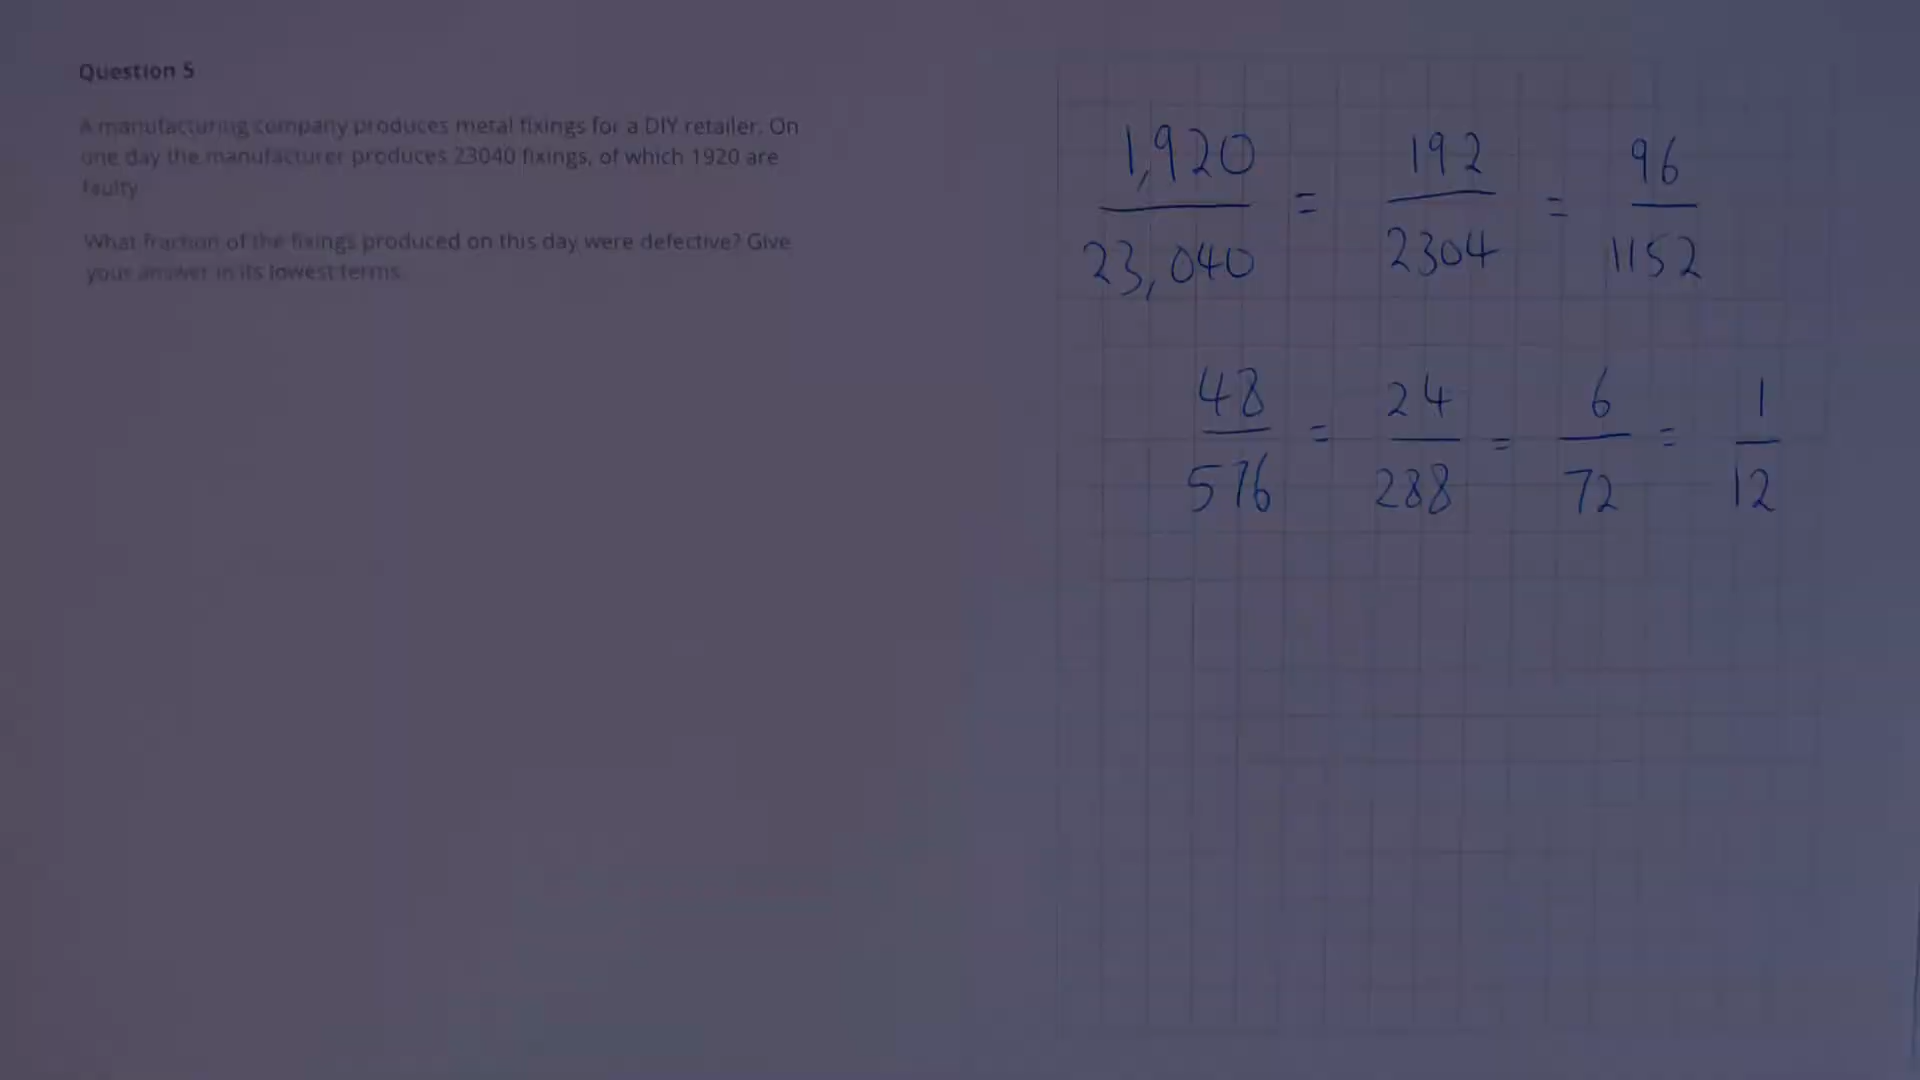 Question 5
A manufacturing company produces metal fixings for a DIY retailer. On
one day the manufacturer produces 23040 fixings, of which 1920 are
faulty.
What fraction of the fixings produced on this day were defective? Give
your answer in its lowest terms.
1,920 / 23,040 = 192 / 2304 = 96 / 1152
48 / 576 = 24 / 288 = 6 / 72 = 1 / 12